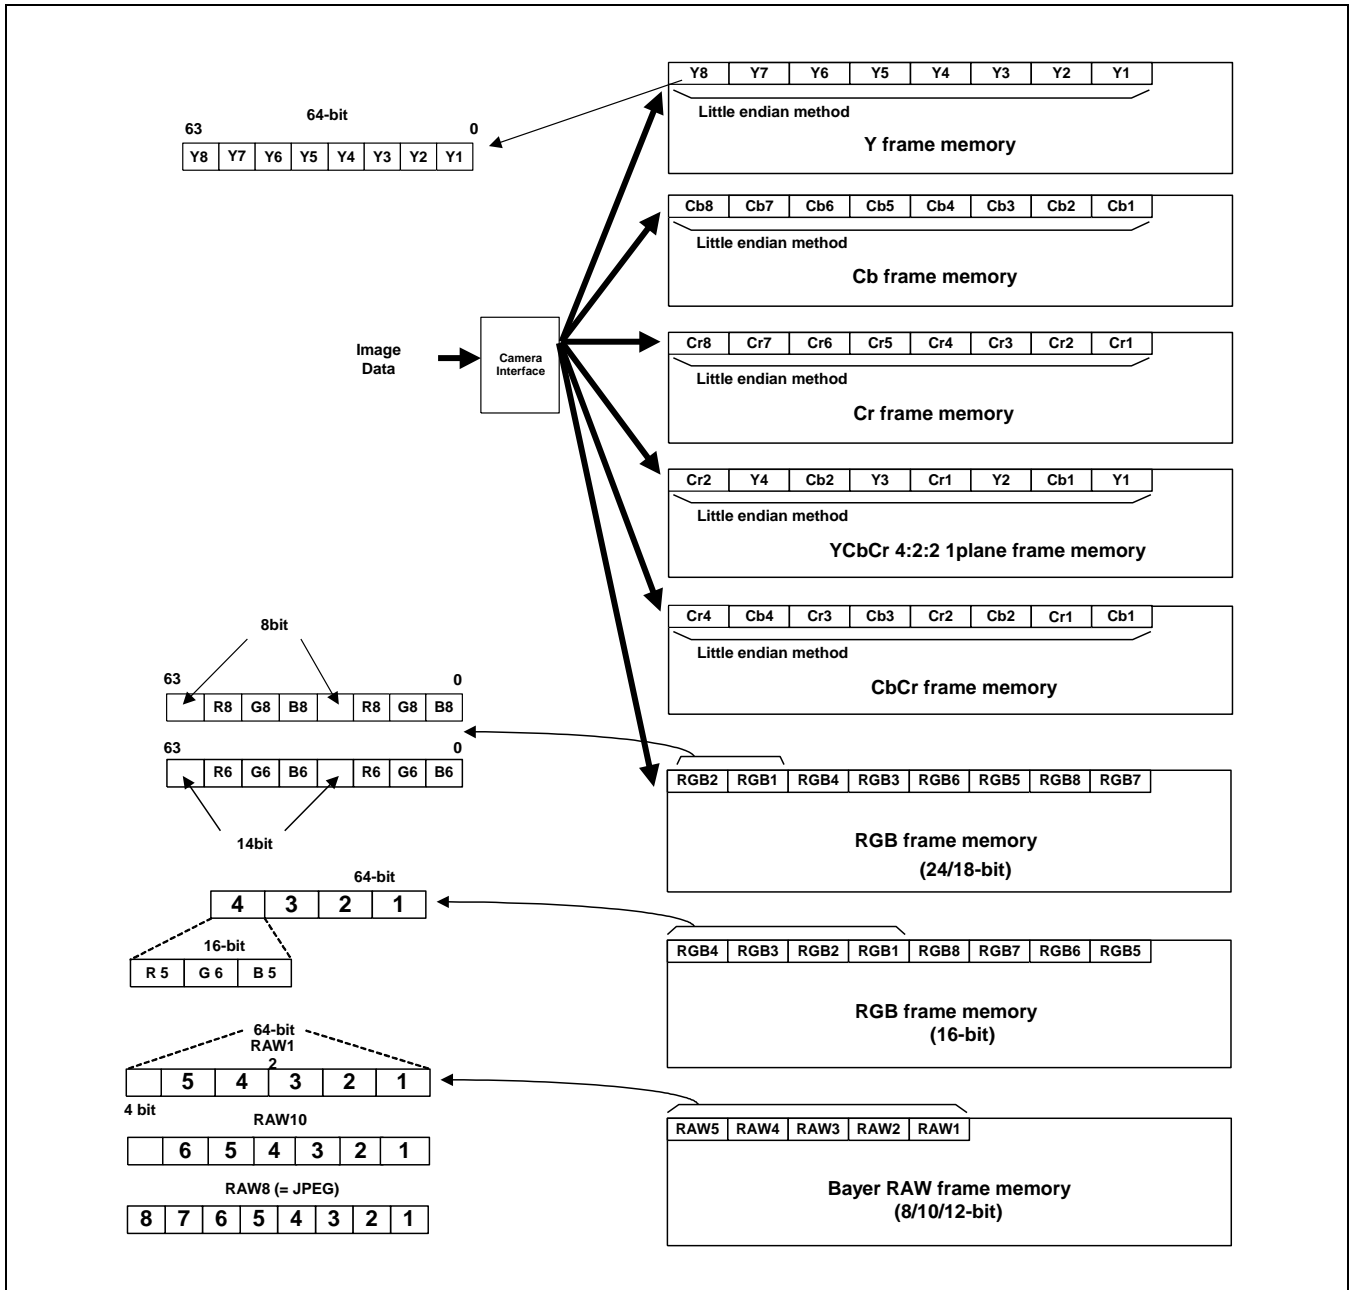 Y8 Y7 Y6 Y5 Y4 Y3 Y2 Y1
Little endian method
Y frame memory
64-bit
63 0
Y8 Y7 Y6 Y5 Y4 Y3 Y2 Y1
Cb8 Cb7 Cb6 Cb5 Cb4 Cb3 Cb2 Cb1
Little endian method
Cb frame memory
Image
Data
Camera
Interface
Cr8 Cr7 Cr6 Cr5 Cr4 Cr3 Cr2 Cr1
Little endian method
Cr frame memory
Cr2 Y4 Cb2 Y3 Cr1 Y2 Cb1 Y1
Little endian method
YCbCr 4:2:2 1plane frame memory
Cr4 Cb4 Cr3 Cb3 Cr2 Cb2 Cr1 Cb1
Little endian method
CbCr frame memory
8bit
63 0
R8 G8 B8 R8 G8 B8
63 0
R6 G6 B6 R6 G6 B6
14bit
RGB2 RGB1 RGB4 RGB3 RGB6 RGB5 RGB8 RGB7
RGB frame memory
(24/18-bit)
64-bit
4 3 2 1
16-bit
R 5 G 6 B 5
RGB4 RGB3 RGB2 RGB1 RGB8 RGB7 RGB6 RGB5
RGB frame memory
(16-bit)
64-bit
RAW1
2
5 4 3 2 1
4 bit
RAW10
6 5 4 3 2 1
RAW8 (= JPEG)
8 7 6 5 4 3 2 1
RAW5 RAW4 RAW3 RAW2 RAW1
Bayer RAW frame memory
(8/10/12-bit)